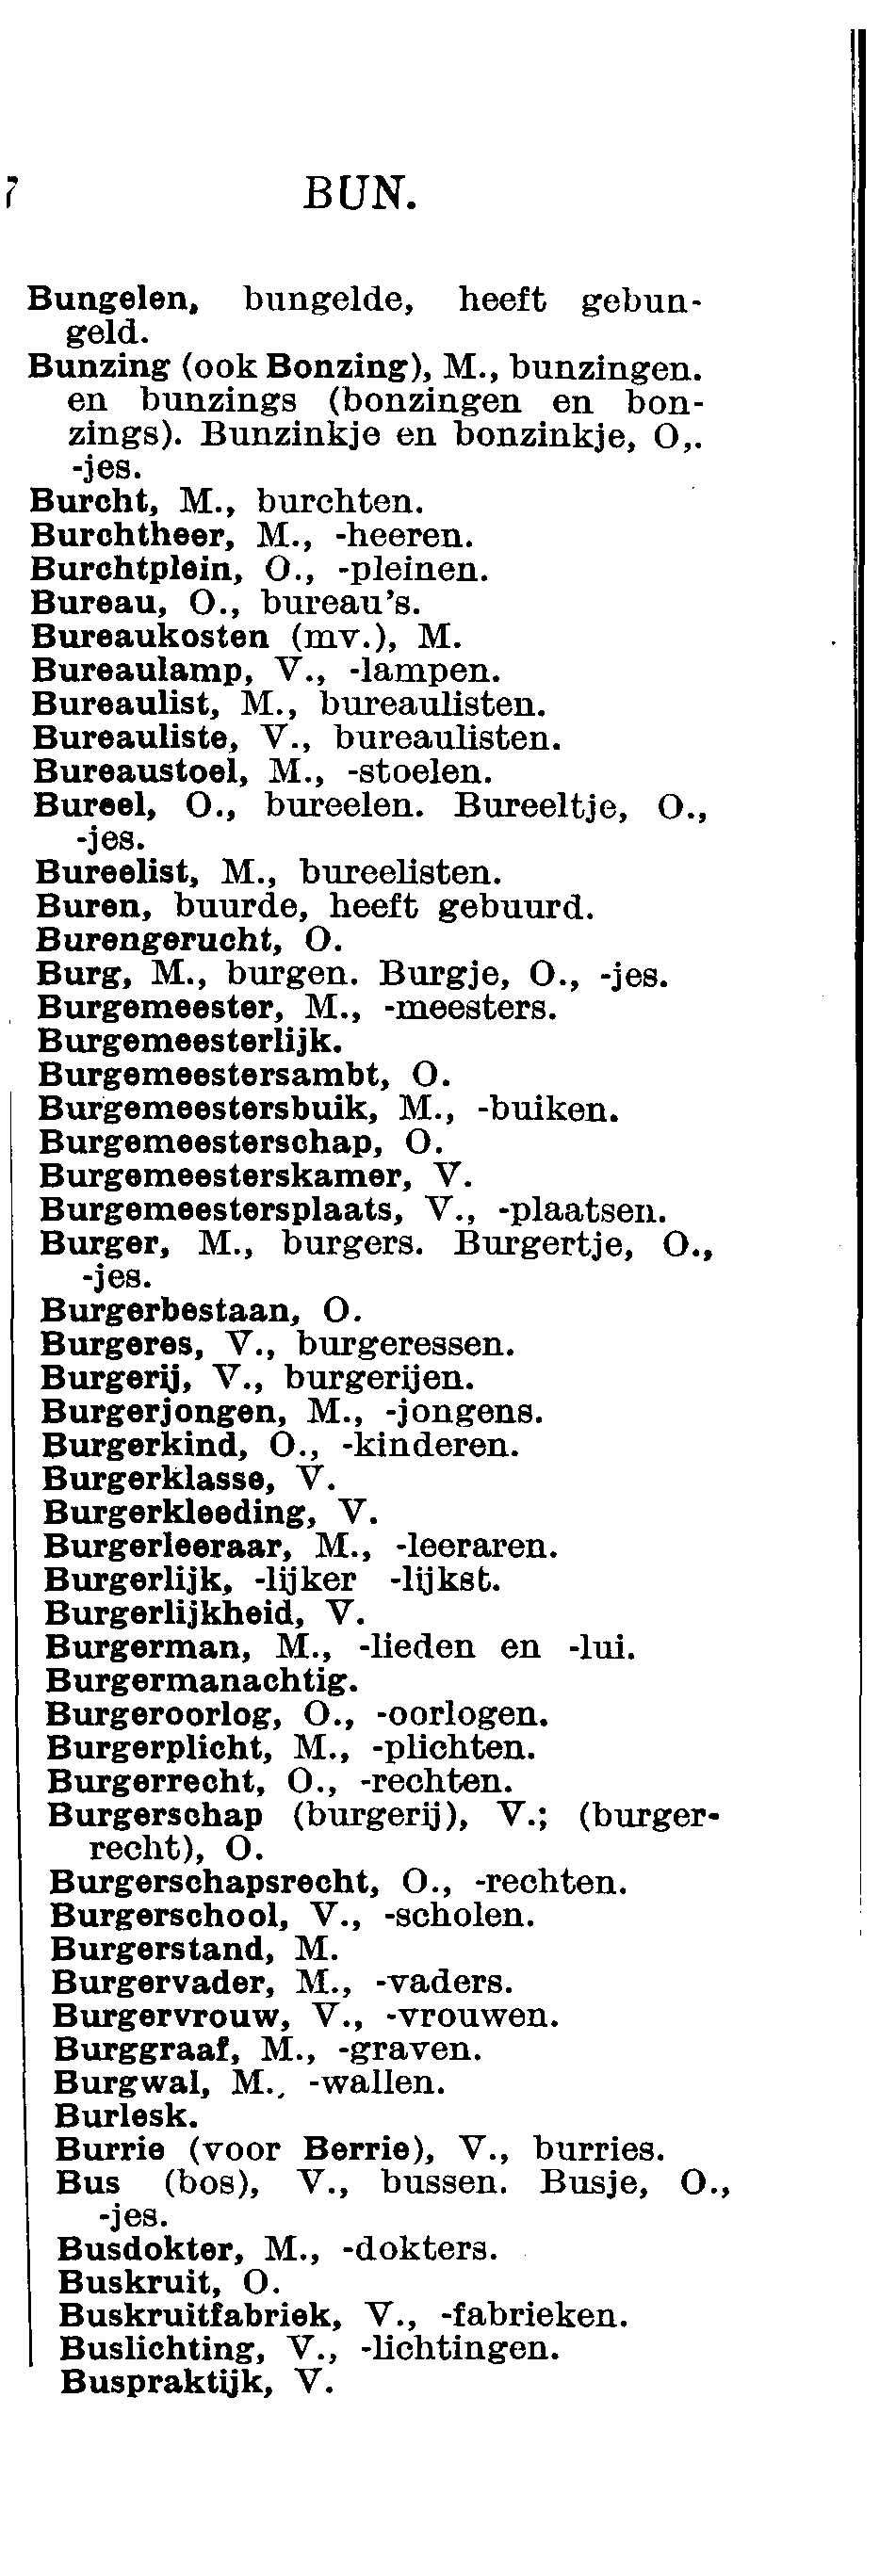 7 BUN.
Bungelen, bungelde, heeft gebun-
geld.
Bunzing (ook Bonzing), M., bunzingen.
en bunzings (bonzingen en bon-
zings). Bunzinkje en bonzinkje, O,.
-jes.
Burcht, M., burchten.
Burchtheer, M., -heeren.
Burchtplein, O., -pleinen.
Bureau, O., bureau's.
Bureaukosten (mv.), M.
Bureaulamp, V., -lampen.
Bureaulist, M., bureaulisten.
Bureauliste, V., bureaulisten.
Bureaustoel, M., -stoelen.
Bureel, O., bureelen. Bureeltje, O.,
-jes.
Bureelist, M., bureelisten.
Buren, buurde, heeft gebuurd.
Burengerucht, O.
Burg, M., burgen. Burgje, O., -jes.
Burgemeester, M., -meesters.
Burgemeesterlijk.
Burgemeestersambt, O.
Burgemeestersbuik, M., -buiken.
Burgemeesterschap, O.
Burgemeesterskamer, V.
Burgemeestersplaats, V., -plaatsen.
Burger, M., burgers. Burgertje, O.,
-jes.
Burgerbestaan, O.
Burgeres, V., burgeressen.
Burgerij, V., burgerijen.
Burgerjongen, M., -jongens.
Burgerkind, O., -kinderen.
Burgerklasse, V.
Burgerkleeding, V.
Burgerleeraar, M., -leeraren.
Burgerlijk, -lijker -lijkst.
Burgerlijkheid, V.
Burgerman, M., -lieden en -lui.
Burgermanachtig.
Burgeroorlog, O., -oorlogen.
Burgerplicht, M., -plichten.
Burgerrecht, O., -rechten.
Burgerschap (burgerij), V.; (burger-
recht), O.
Burgerschapsrecht, O., -rechten.
Burgerschool, V., -scholen.
Burgerstand, M.
Burgervader, M., -vaders.
Burgervrouw, V., -vrouwen.
Burggraaf, M., -graven.
Burgwal, M., -wallen.
Burlesk.
Burrie (voor Berrie), V., burries.
Bus (bos), V., bussen. Busje, O.,
-jes.
Busdokter, M., -dokters.
Buskruit, O.
Buskruitfabriek, V., -fabrieken.
Buslichting, V., -lichtingen.
Buspraktijk, V.